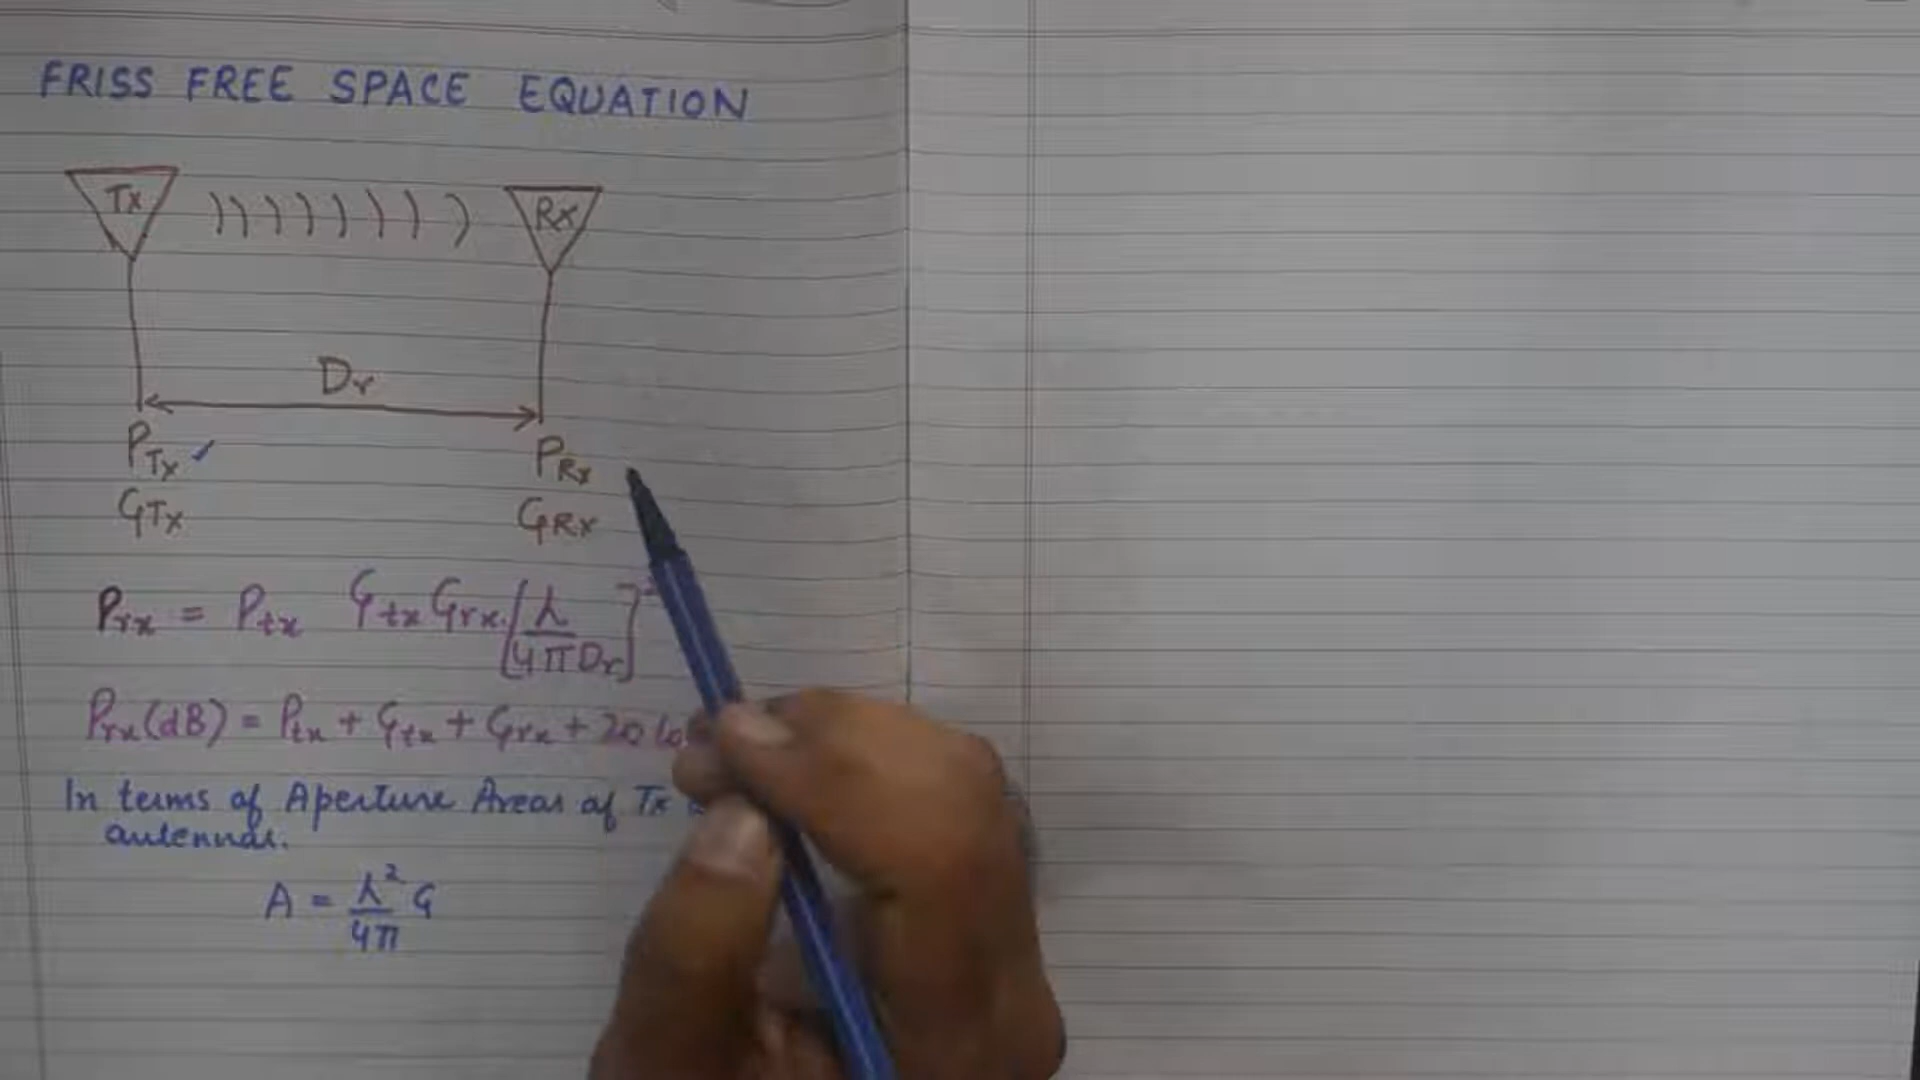 FRISS FREE SPACE EQUATION
Tx
Rx
Dr
PTx ✓
PRx
GTx
GRx
Prx = Ptx Gtx Grx. [λ / 4πDr]²
Prx(dB) = Ptx + Gtx + Grx + 20
In terms of Aperture Areas of Tx
antennas.
A = λ² G
4π